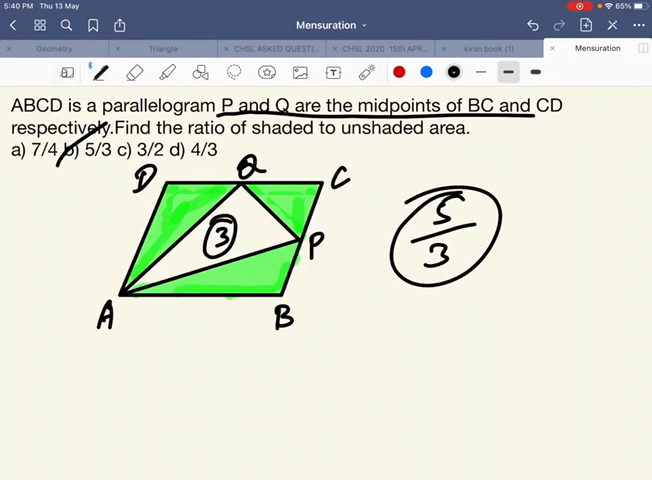 5:40 PM Thu 13 May
Mensuration
65%
Geometry
Triangle
CHSL ASKED QUESTI...
CHSL 2020 15th APR...
kiran book (1)
Mensuration
ABCD is a parallelogram P and Q are the midpoints of BC and CD
respectively.Find the ratio of shaded to unshaded area.
a) 7/4 b) 5/3 c) 3/2 d) 4/3
D Q C
5
3
3
P
A B